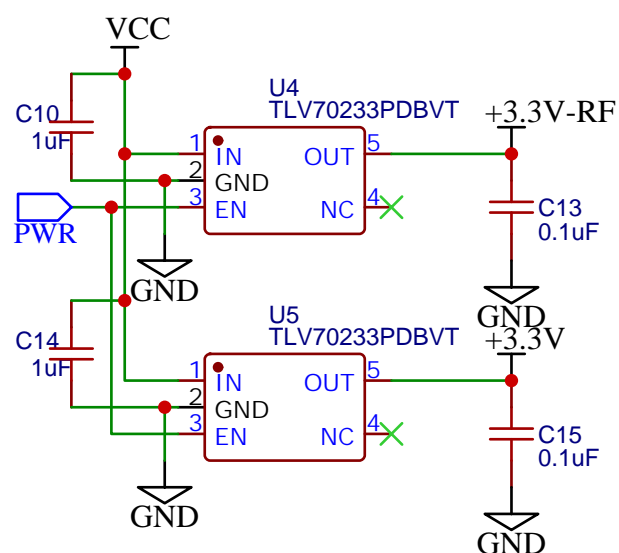 VCC
C10
1uF
U4
TLV70233PDBVT
1
IN
OUT
5
2
GND
3
EN
NC
4
PWR
GND
+3.3V-RF
C13
0.1uF
GND
C14
1uF
U5
TLV70233PDBVT
1
IN
OUT
5
2
GND
3
EN
NC
4
GND
+3.3V
C15
0.1uF
GND